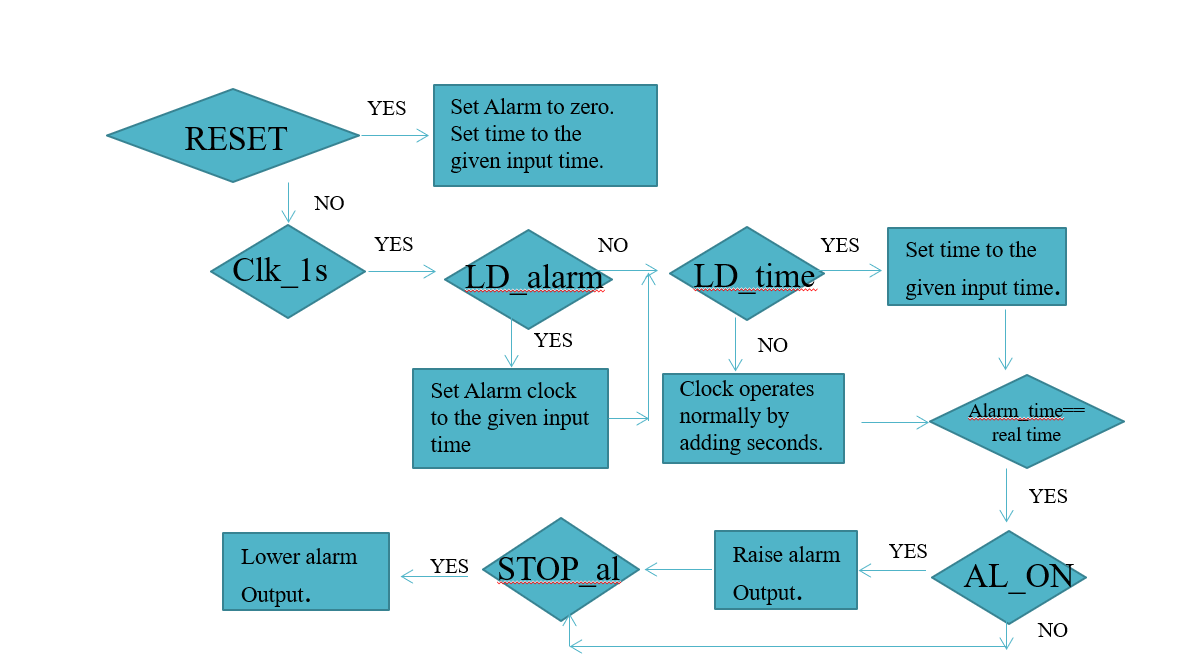 RESET
YES
Set Alarm to zero.
Set time to the
given input time.
NO
Clk_1s
YES
LD_alarm
NO
LD_time
YES
Set time to the
given input time.
YES
Set Alarm clock
to the given input
time
NO
Clock operates
normally by
adding seconds.
Alarm_time==
real time
YES
AL_ON
YES
Raise alarm
Output.
STOP_al
YES
Lower alarm
Output.
NO